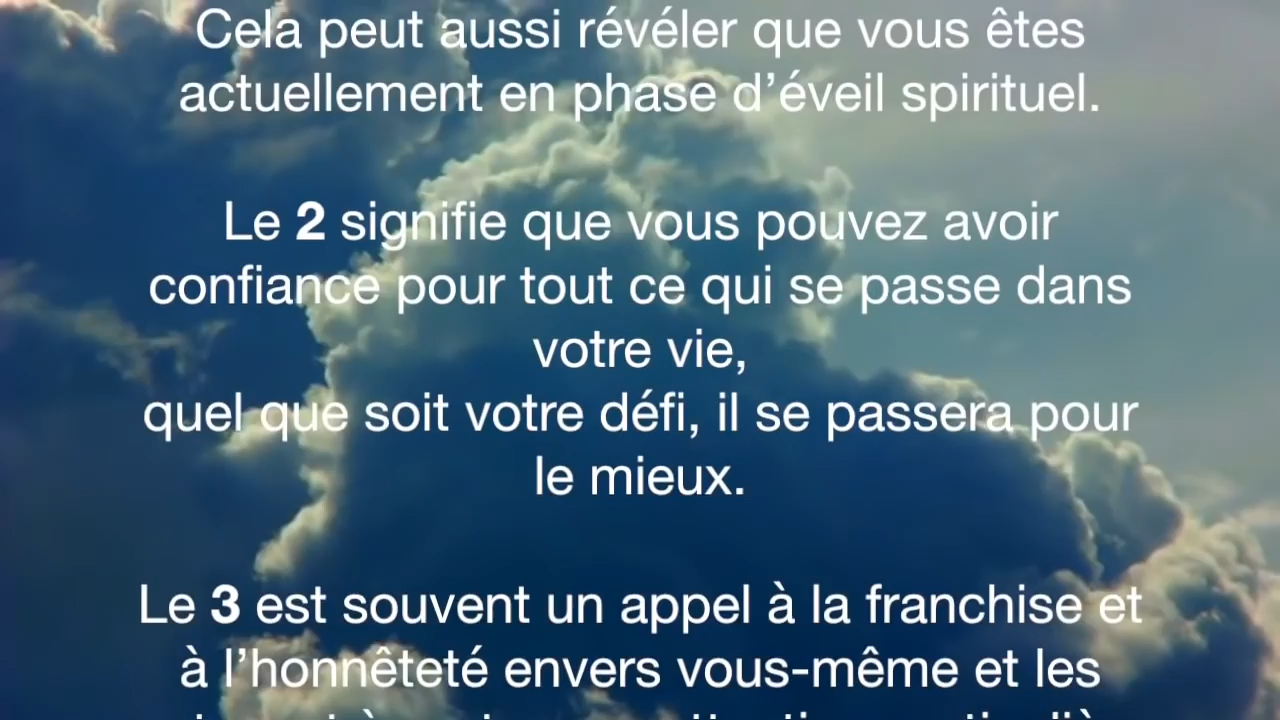 Cela peut aussi révéler que vous êtes
actuellement en phase d’éveil spirituel.
Le 2 signifie que vous pouvez avoir
confiance pour tout ce qui se passe dans
votre vie,
quel que soit votre défi, il se passera pour
le mieux.
Le 3 est souvent un appel à la franchise et
à l’honnêteté envers vous-même et les